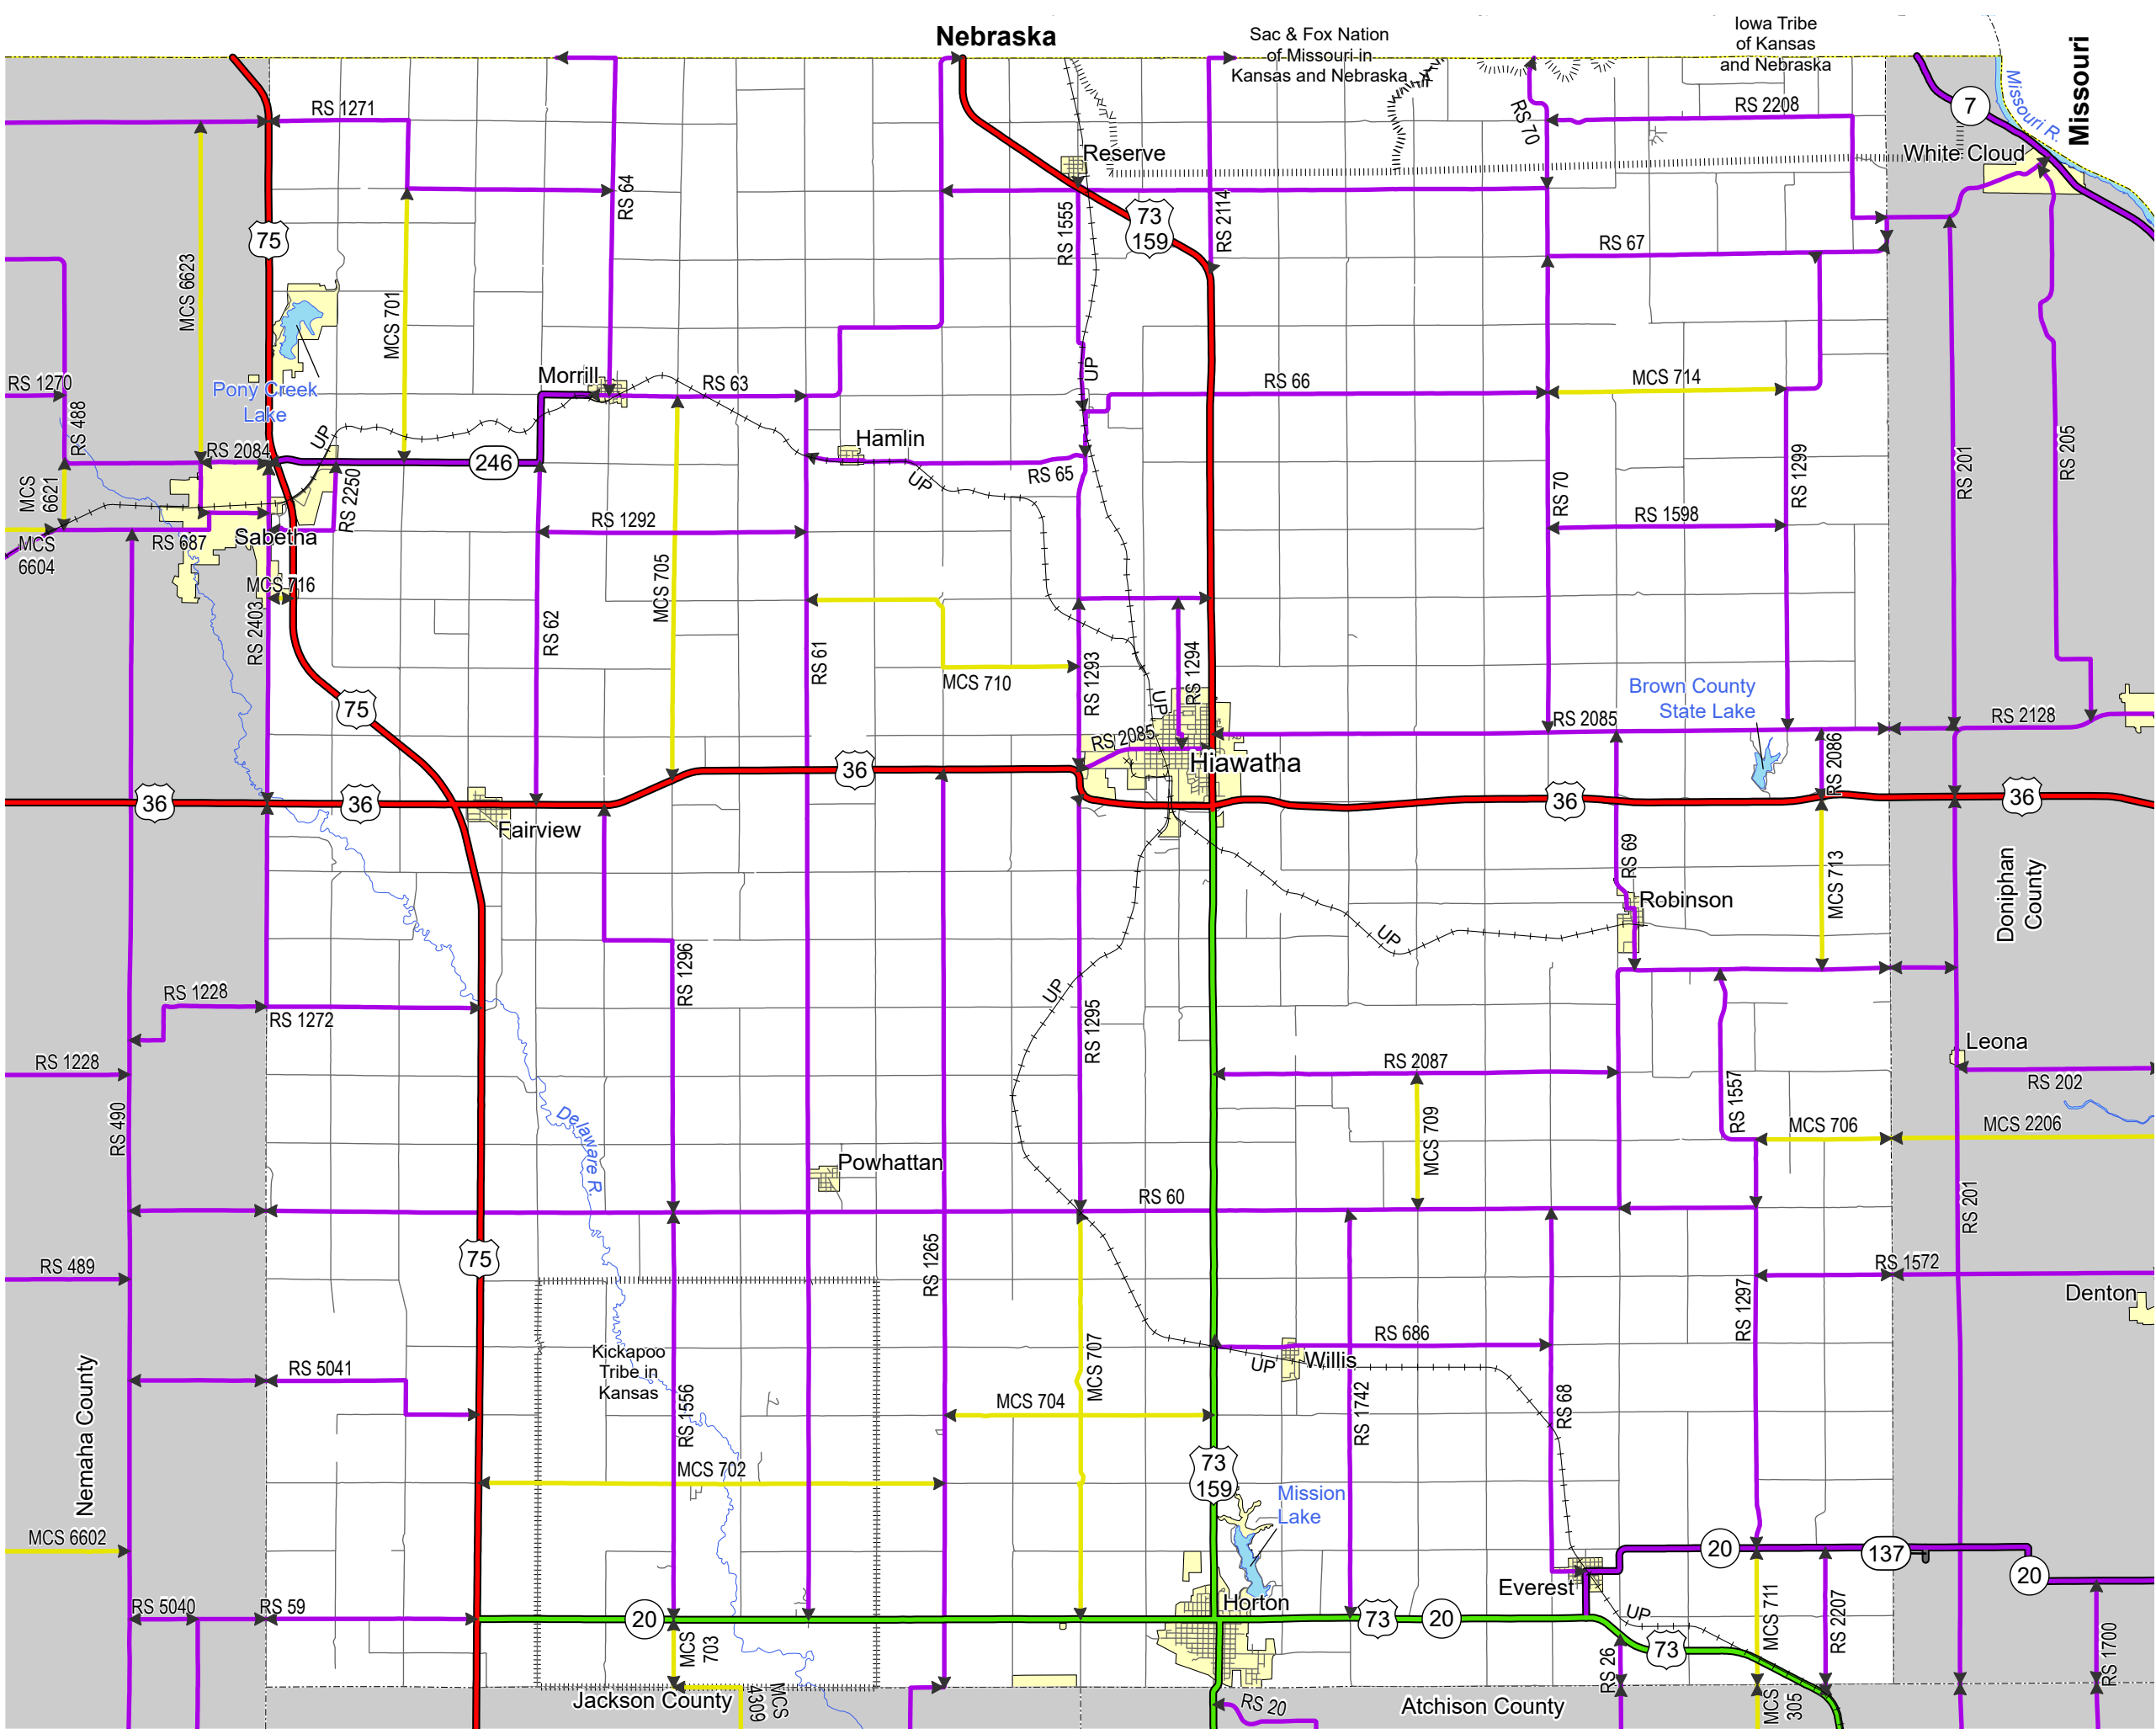 Nebraska
Sac & Fox Nation
of Missouri in
Kansas and Nebraska
Iowa Tribe
of Kansas
and Nebraska
Missouri
Missouri R.
7
RS 1271
RS 70
RS 2208
White Cloud
Reserve
RS 64
MCS 6623
75
MCS 701
RS 1555
73
159
RS 2114
RS 67
Pony Creek
Lake
RS 1270
RS 488
Morrill
RS 63
UP
RS 66
MCS 714
RS 2084
UP
246
Hamlin
UP
RS 65
RS 201
RS 205
MCS
6621
RS 2250
RS 70
RS 1299
RS 1292
RS 1598
MCS
6604
RS 687
Sabetha
MCS 716
MCS 705
RS 2403
RS 62
RS 61
MCS 710
RS 1293
RS 1294
UP
Brown County
State Lake
75
RS 2085
RS 2085
RS 2128
RS 2086
Hiawatha
36
36
36
36
36
Fairview
RS 69
MCS 713
Robinson
Doniphan
County
UP
UP
RS 1296
RS 1228
RS 1272
RS 1295
Leona
RS 1228
RS 2087
RS 202
RS 490
Delaware R.
MCS 709
RS 1557
MCS 706
MCS 2206
Powhattan
RS 60
RS 201
75
RS 1265
RS 489
RS 1572
Denton
RS 1297
Kickapoo
Tribe in
Kansas
RS 5041
MCS 707
RS 686
UP
Willis
Nemaha County
RS 1556
MCS 704
RS 1742
RS 68
MCS 702
73
159
Mission
Lake
MCS 6602
20
137
20
Everest
RS 5040
RS 59
20
Horton
73
20
UP
MCS
703
73
RS 26
MCS 711
RS 2207
RS 1700
Jackson County
MCS
4309
RS 20
Atchison County
MCS
305